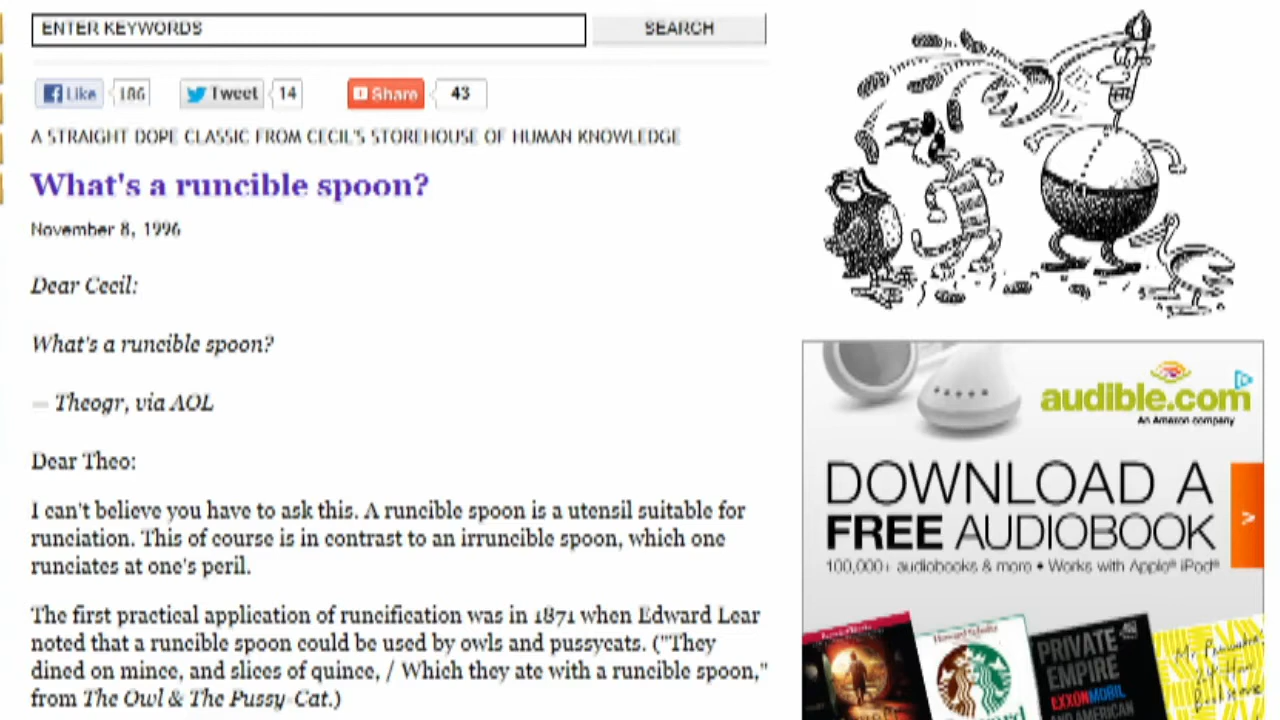 ENTER KEYWORDS
SEARCH
Like 186 Tweet 14 Share 43
A STRAIGHT DOPE CLASSIC FROM CECIL'S STOREHOUSE OF HUMAN KNOWLEDGE
What's a runcible spoon?
November 8, 1996
Dear Cecil:
What's a runcible spoon?
— Theogr, via AOL
Dear Theo:
I can't believe you have to ask this. A runcible spoon is a utensil suitable for
runciation. This of course is in contrast to an irruncible spoon, which one
runciates at one's peril.
The first practical application of runcification was in 1871 when Edward Lear
noted that a runcible spoon could be used by owls and pussycats. ("They
dined on mince, and slices of quince, / Which they ate with a runcible spoon,"
from The Owl & The Pussy-Cat.)
audible.com
An Amazon company
DOWNLOAD A
FREE AUDIOBOOK
100,000+ audiobooks & more • Works with Apple® iPod®
>
Howard Schultz
PRIVATE
EMPIRE
EXXONMOBIL
AND AMERICAN